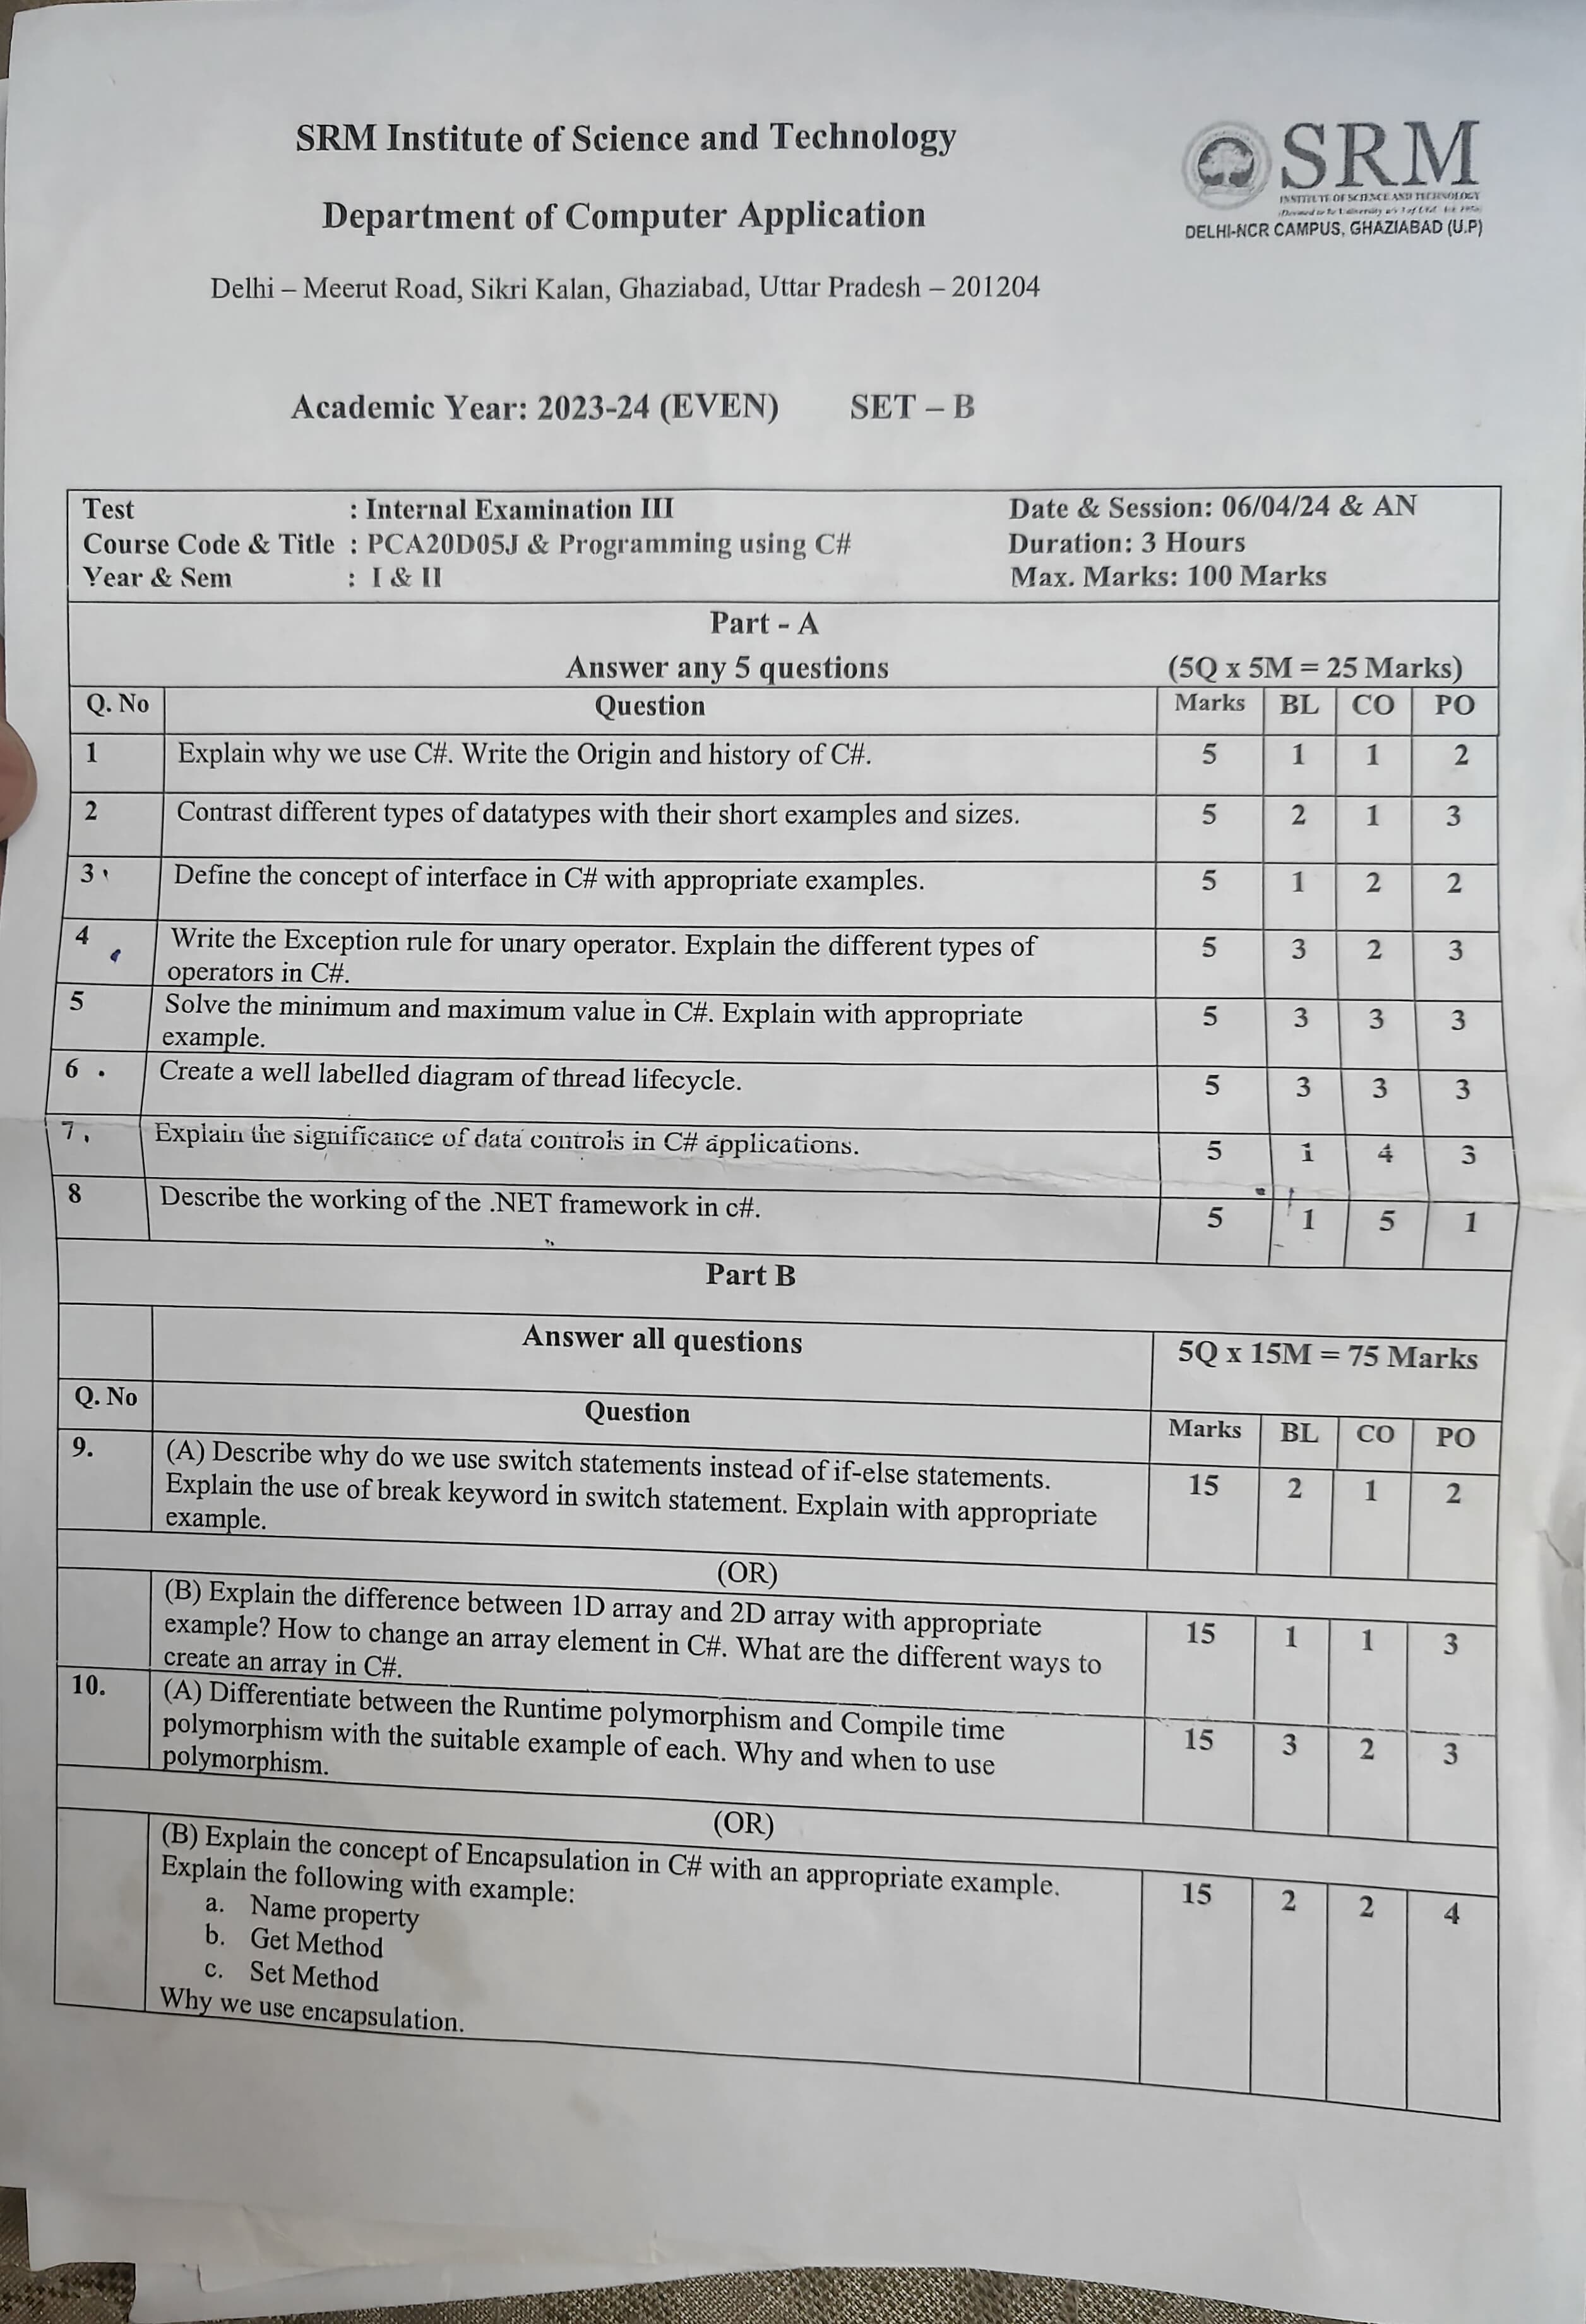 SRM Institute of Science and Technology
Department of Computer Application
Delhi – Meerut Road, Sikri Kalan, Ghaziabad, Uttar Pradesh – 201204
SRM
INSTITUTE OF SCIENCE AND TECHNOLOGY
DELHI-NCR CAMPUS, GHAZIABAD (U.P)
Academic Year: 2023-24 (EVEN) SET – B
Test : Internal Examination III Date & Session: 06/04/24 & AN
Course Code & Title : PCA20D05J & Programming using C# Duration: 3 Hours
Year & Sem : I & II Max. Marks: 100 Marks
Part - A
Answer any 5 questions (5Q x 5M = 25 Marks)
Q. No Question Marks BL CO PO
1 Explain why we use C#. Write the Origin and history of C#. 5 1 1 2
2 Contrast different types of datatypes with their short examples and sizes. 5 2 1 3
3 Define the concept of interface in C# with appropriate examples. 5 1 2 2
4 Write the Exception rule for unary operator. Explain the different types of 5 3 2 3
operators in C#.
5 Solve the minimum and maximum value in C#. Explain with appropriate 5 3 3 3
example.
6 Create a well labelled diagram of thread lifecycle. 5 3 3 3
7 Explain the significance of data controls in C# applications. 5 1 4 3
8 Describe the working of the .NET framework in c#. 5 1 5 1
Part B
Answer all questions 5Q x 15M = 75 Marks
Q. No Question Marks BL CO PO
9. (A) Describe why do we use switch statements instead of if-else statements. 15 2 1 2
Explain the use of break keyword in switch statement. Explain with appropriate
example.
(OR)
(B) Explain the difference between 1D array and 2D array with appropriate 15 1 1 3
example? How to change an array element in C#. What are the different ways to
create an array in C#.
10. (A) Differentiate between the Runtime polymorphism and Compile time 15 3 2 3
polymorphism with the suitable example of each. Why and when to use
polymorphism.
(OR)
(B) Explain the concept of Encapsulation in C# with an appropriate example. 15 2 2 4
Explain the following with example:
a. Name property
b. Get Method
c. Set Method
Why we use encapsulation.